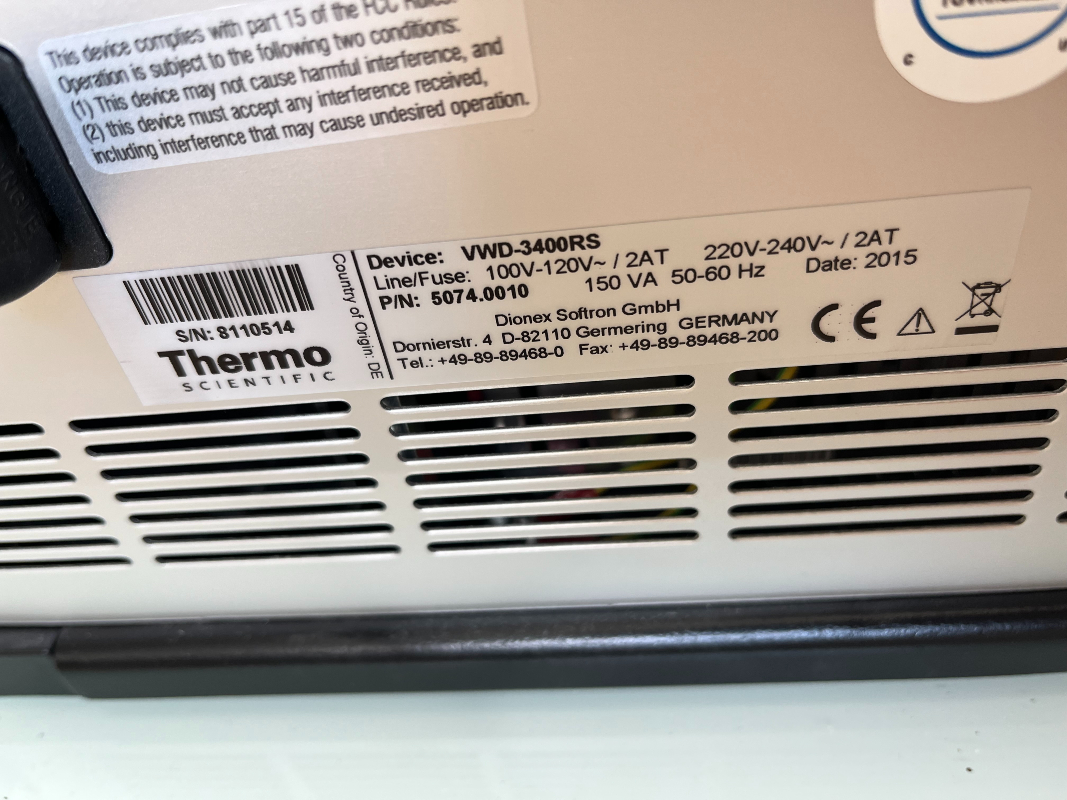 This device complies with part 15 of the FCC Rules.
Operation is subject to the following two conditions:
(1) This device may not cause harmful interference, and
(2) this device must accept any interference received,
including interference that may cause undesired operation.
S/N: 8110514
Thermo
SCIENTIFIC
Country of Origin: DE
Device: VWD-3400RS
Line/Fuse: 100V-120V~ / 2AT 220V-240V~ / 2AT
P/N: 5074.0010 150 VA 50-60 Hz Date: 2015
Dionex Softron GmbH
Dornierstr. 4 D-82110 Germering GERMANY
Tel.: +49-89-89468-0 Fax: +49-89-89468-200
CE